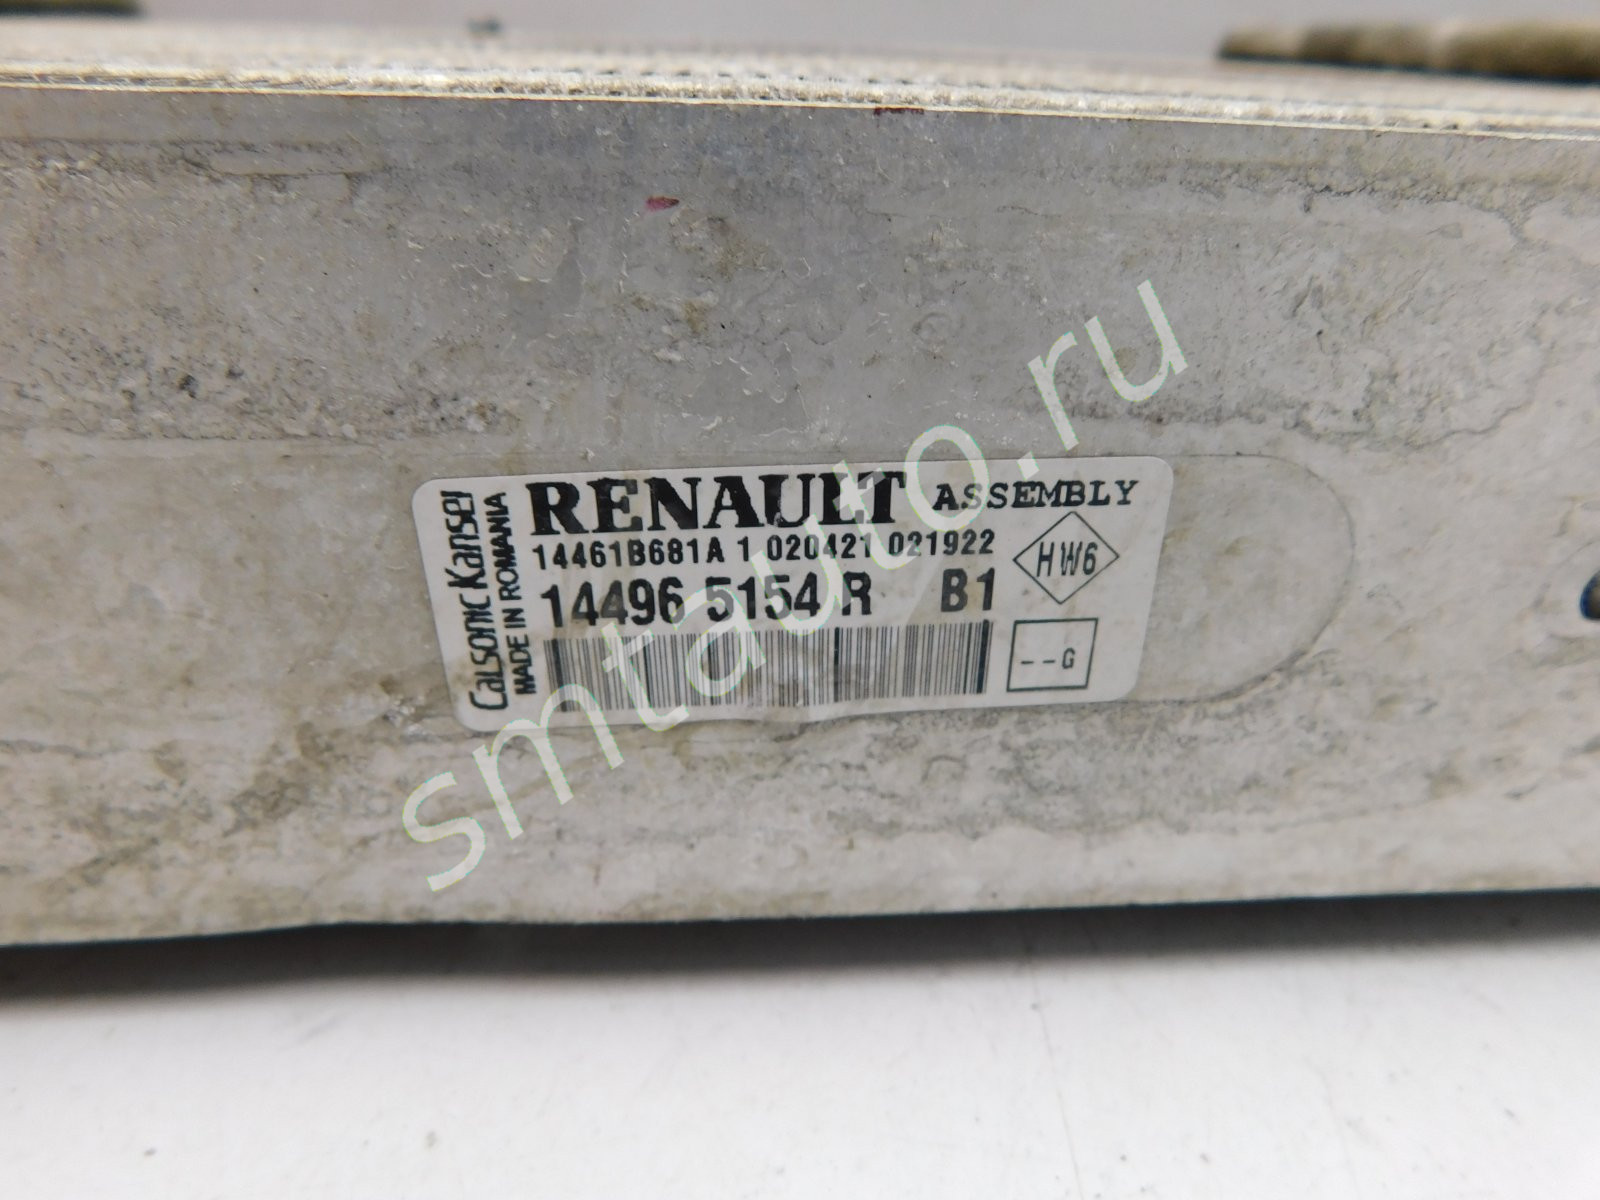 Calsonic Kansei
MADE IN ROMANIA
RENAULT ASSEMBLY
14461B681A 1 020421 021922
14496 5154 R B1
HW6
--G
smtauto.ru